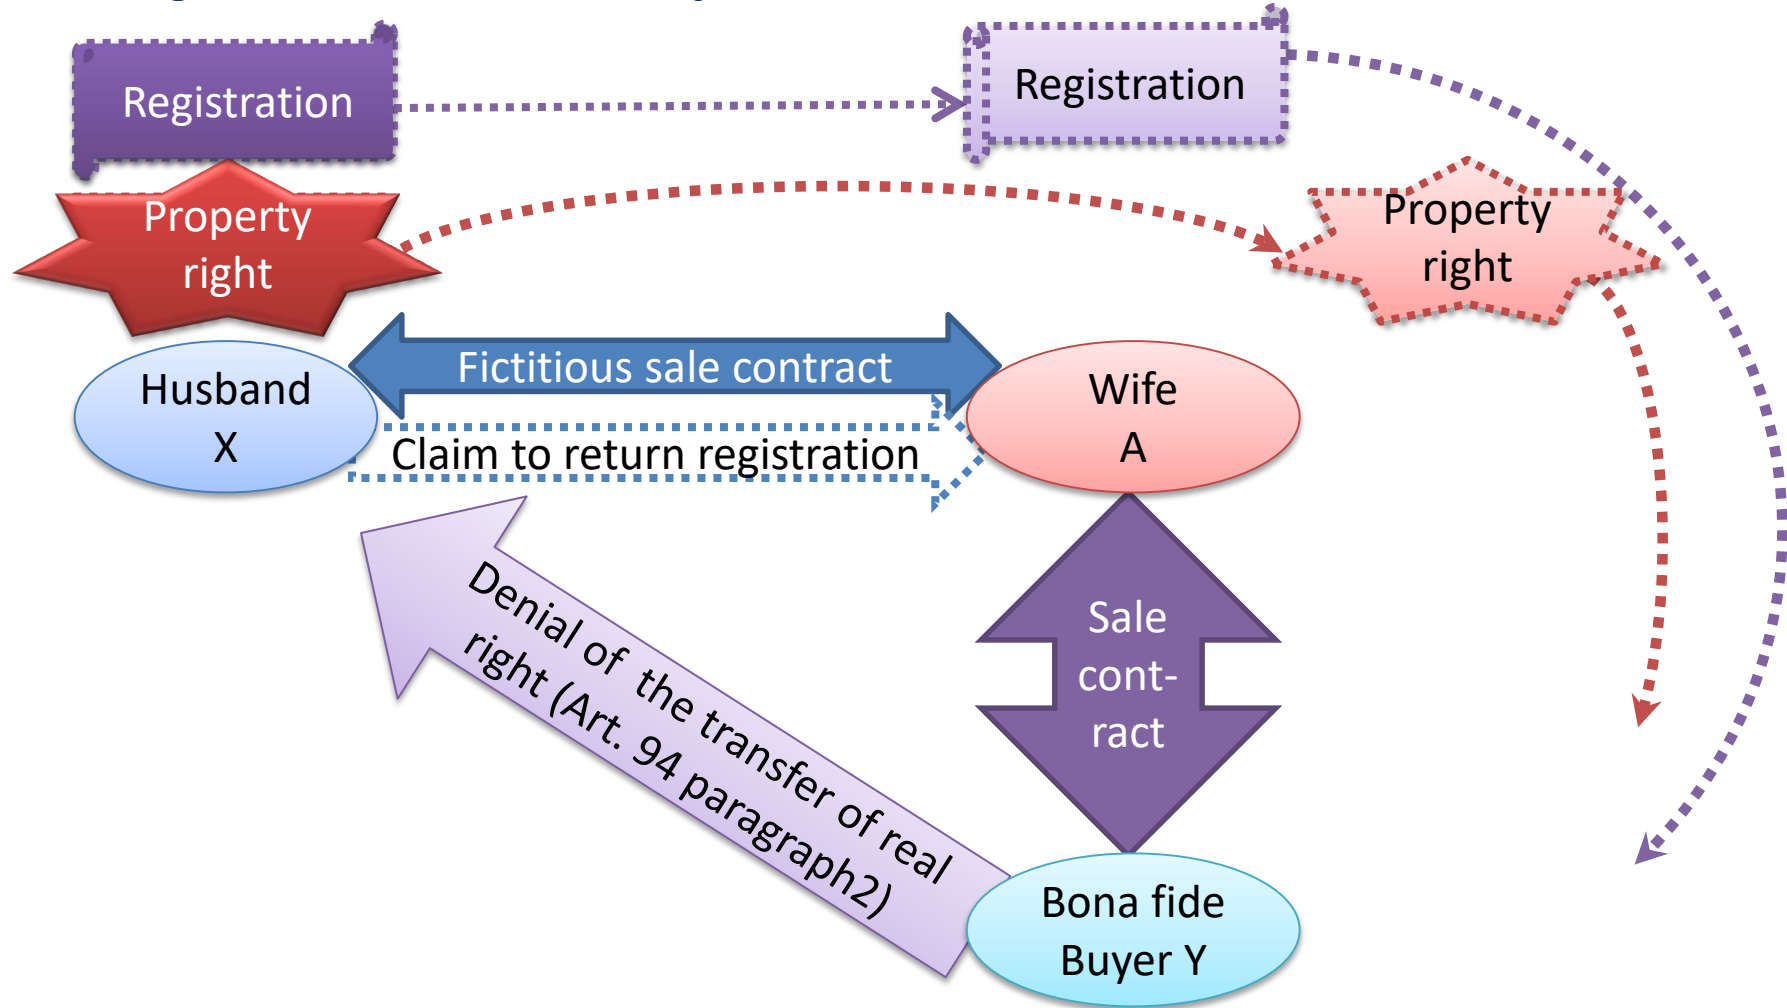 Registration
Registration
Property
right
Property
right
Fictitious sale contract
Husband
X
Wife
A
Claim to return registration
Denial of the transfer of real
right (Art. 94 paragraph2)
Sale
cont-
ract
Bona fide
Buyer Y